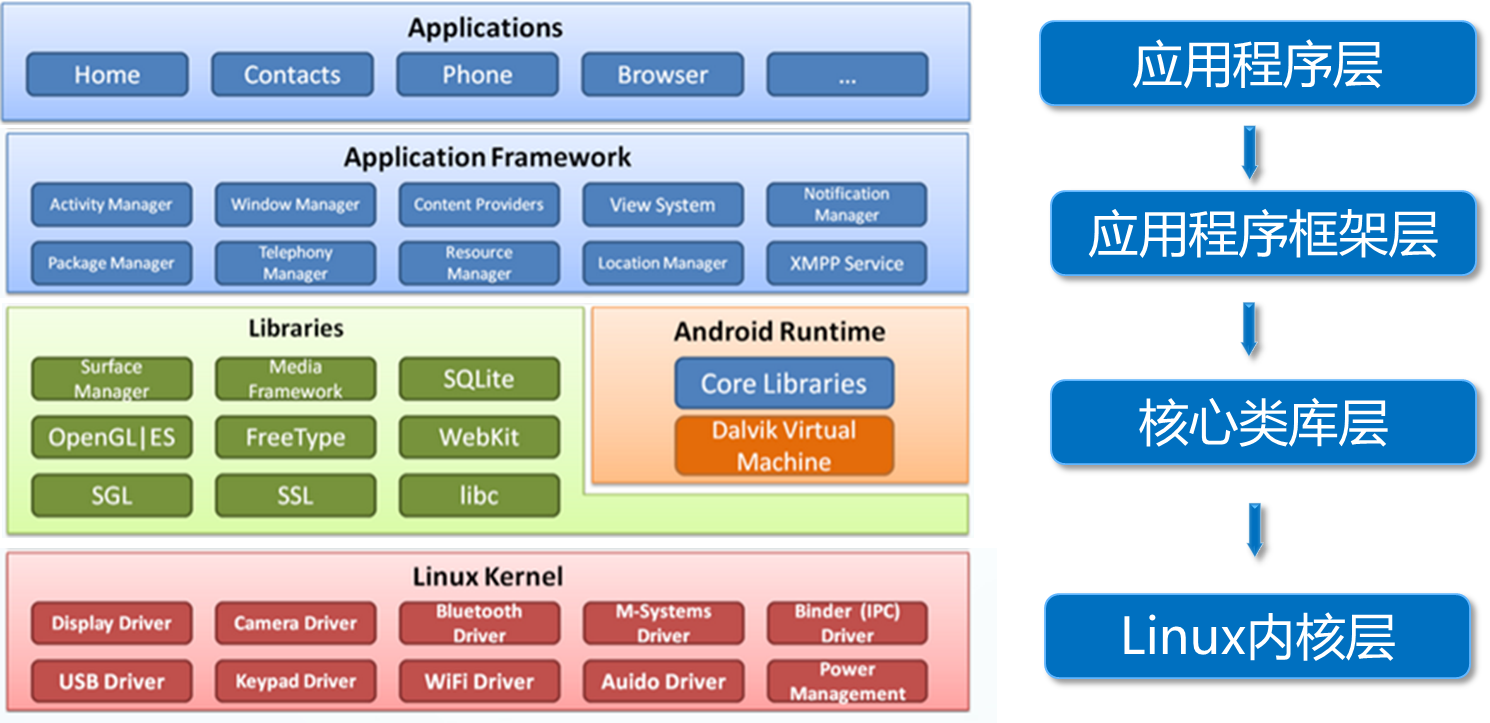 Applications
Home
Contacts
Phone
Browser
...
应用程序层
Application Framework
Activity Manager
Window Manager
Content Providers
View System
Notification
Manager
Package Manager
Telephony
Manager
Resource
Manager
Location Manager
XMPP Service
应用程序框架层
Libraries
Surface
Manager
Media
Framework
SQLite
OpenGL|ES
FreeType
WebKit
SGL
SSL
libc
Android Runtime
Core Libraries
Dalvik Virtual
Machine
核心类库层
Linux Kernel
Display Driver
Camera Driver
Bluetooth
Driver
M-Systems
Driver
Binder (IPC)
Driver
USB Driver
Keypad Driver
WiFi Driver
Auido Driver
Power
Management
Linux内核层